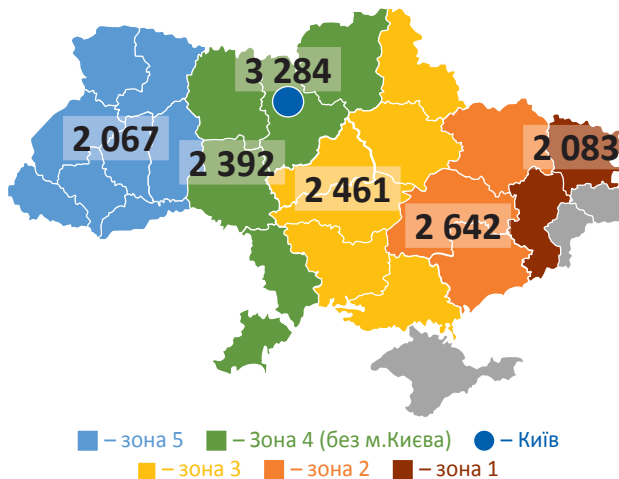 3 284
2 067
2 083
2 392
2 461
2 642
– зона 5
– Зона 4 (без м.Києва)
– Київ
– зона 3
– зона 2
– зона 1